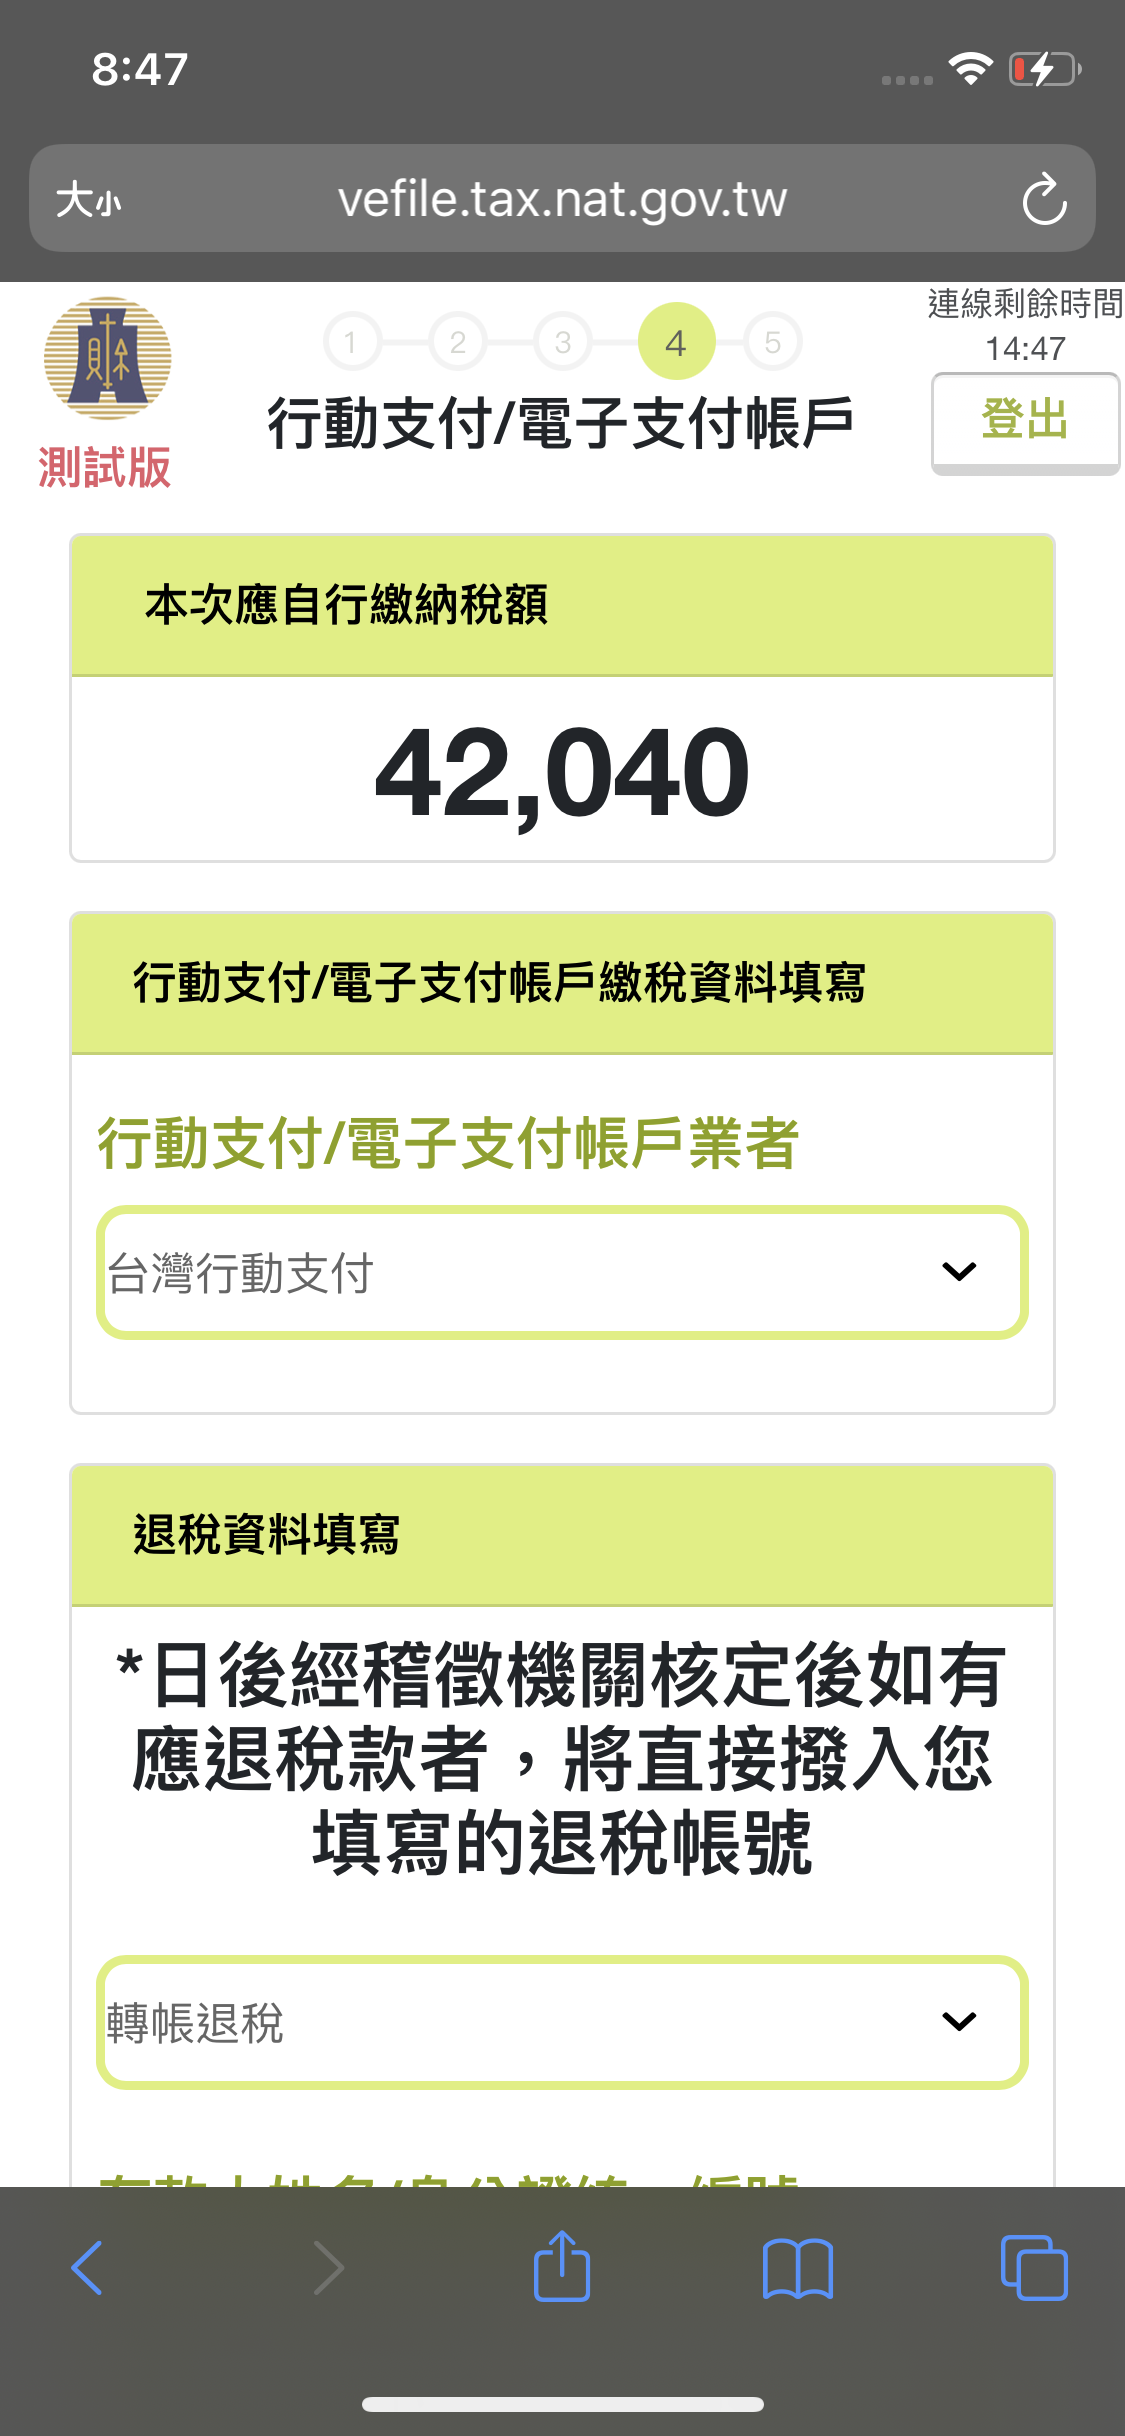 8:47
大小
vefile.tax.nat.gov.tw
財
測試版
1
2
3
4
5
行動支付/電子支付帳戶
連線剩餘時間
14:47
登出
本次應自行繳納稅額
42,040
行動支付/電子支付帳戶繳稅資料填寫
行動支付/電子支付帳戶業者
台灣行動支付
退稅資料填寫
*日後經稽徵機關核定後如有
應退稅款者，將直接撥入您
填寫的退稅帳號
轉帳退稅